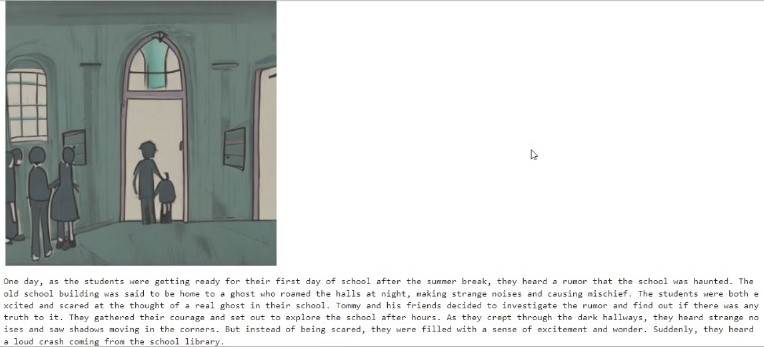 One day, as the students were getting ready for their first day of school after the summer break, they heard a rumor that the school was haunted. The
old school building was said to be home to a ghost who roamed the halls at night, making strange noises and causing mischief. The students were both e
xcited and scared at the thought of a real ghost in their school. Tommy and his friends decided to investigate the rumor and find out if there was any
truth to it. They gathered their courage and set out to explore the school after hours. As they crept through the dark hallways, they heard strange no
ises and saw shadows moving in the corners. But instead of being scared, they were filled with a sense of excitement and wonder. Suddenly, they heard
a loud crash coming from the school library.